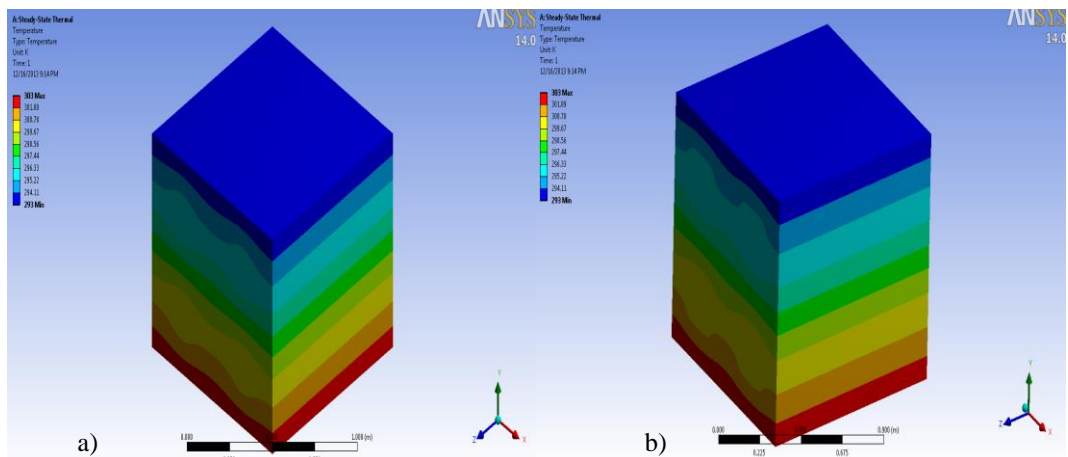 A: Steady-State Thermal
Temperature
Type: Temperature
Unit: K
Time: 1
12/16/2013 9:14 PM
303 Max
301.89
300.78
299.67
298.56
297.44
296.33
295.22
294.11
293 Min
ANSYS
14.0
Y
Z
X
0.000
1.000 (m)
a)
A: Steady-State Thermal
Temperature
Type: Temperature
Unit: K
Time: 1
12/16/2013 9:14 PM
303 Max
301.89
300.78
299.67
298.56
297.44
296.33
295.22
294.11
293 Min
ANSYS
14.0
Y
Z
X
0.000
0.900 (m)
0.225
0.675
b)